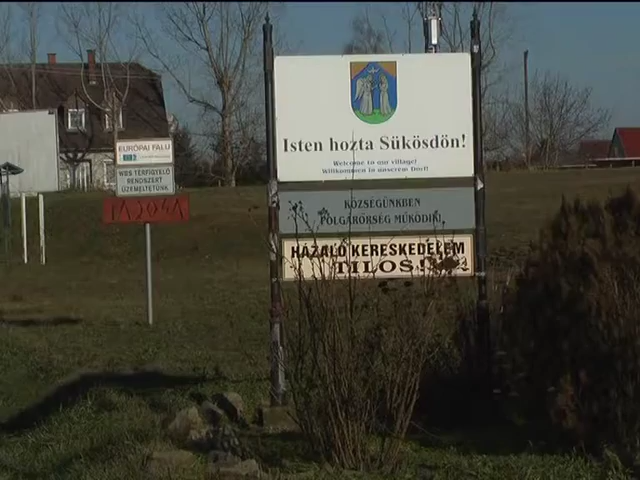 EURÓPAI FALU
WIFI TÉRFIGYELŐ
RENDSZERT
ÜZEMELTETÜNK
Isten hozta Sükösdön!
Welcome to our village!
Willkommen in unserem Dorf!
KÖZSÉGÜNKBEN
POLGÁRŐRSÉG MŰKÖDIK!
HÁZALÓ KERESKEDELEM
TILOS!